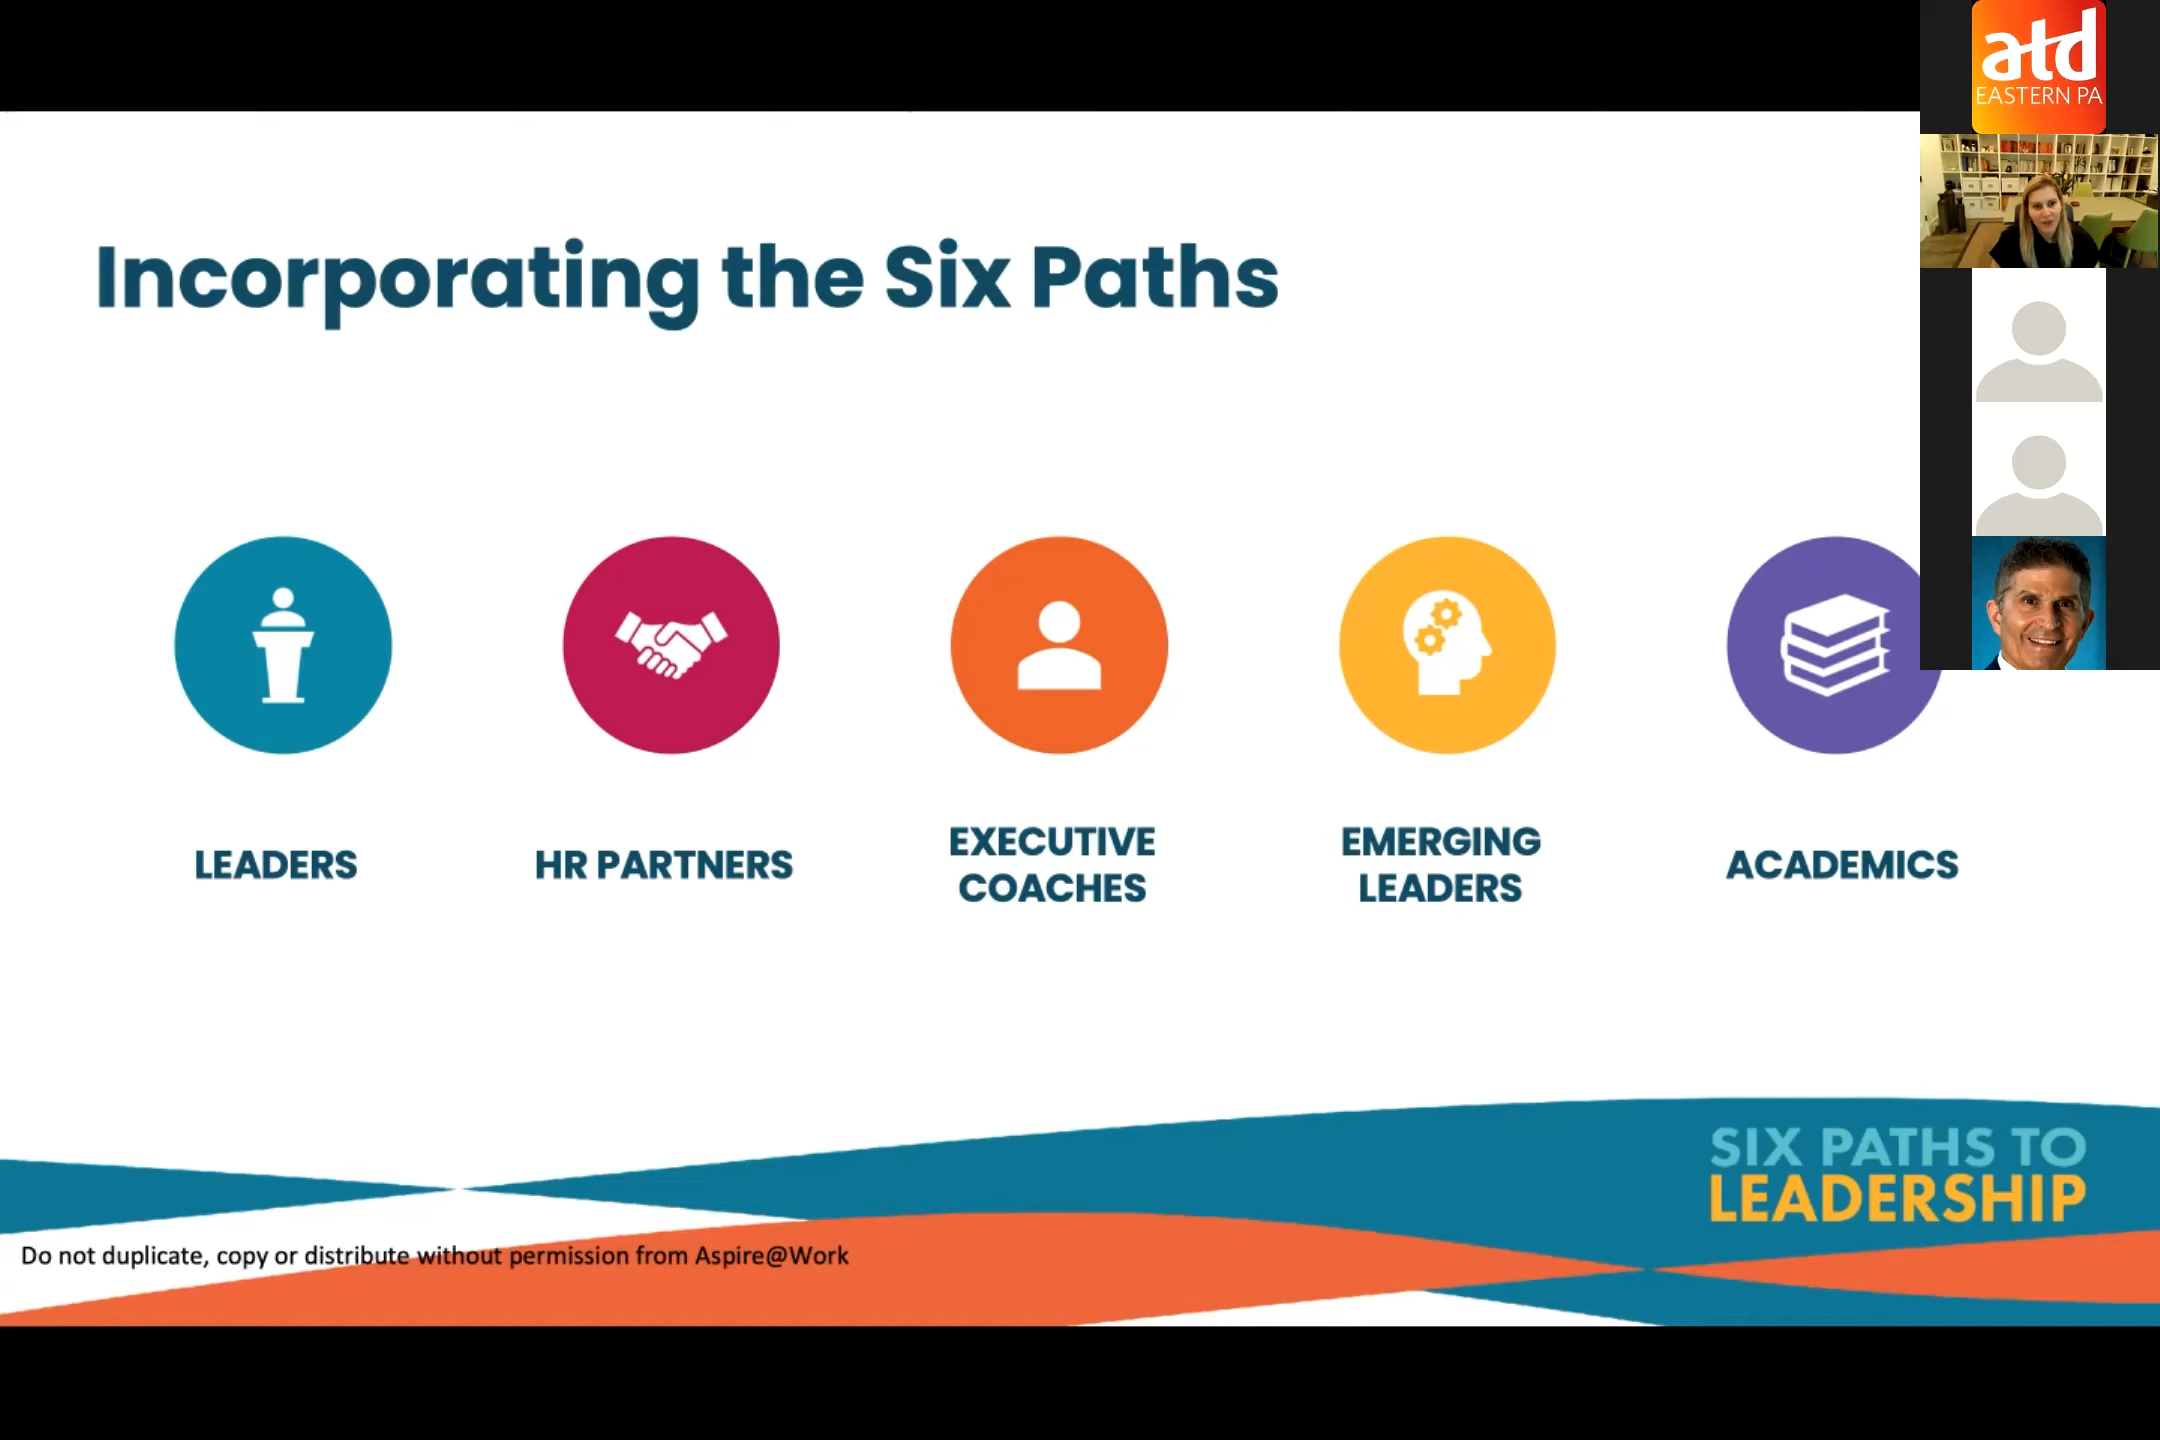 atd
EASTERN PA
Incorporating the Six Paths
LEADERS
HR PARTNERS
EXECUTIVE
COACHES
EMERGING
LEADERS
ACADEMICS
SIX PATHS TO
LEADERSHIP
Do not duplicate, copy or distribute without permission from Aspire@Work